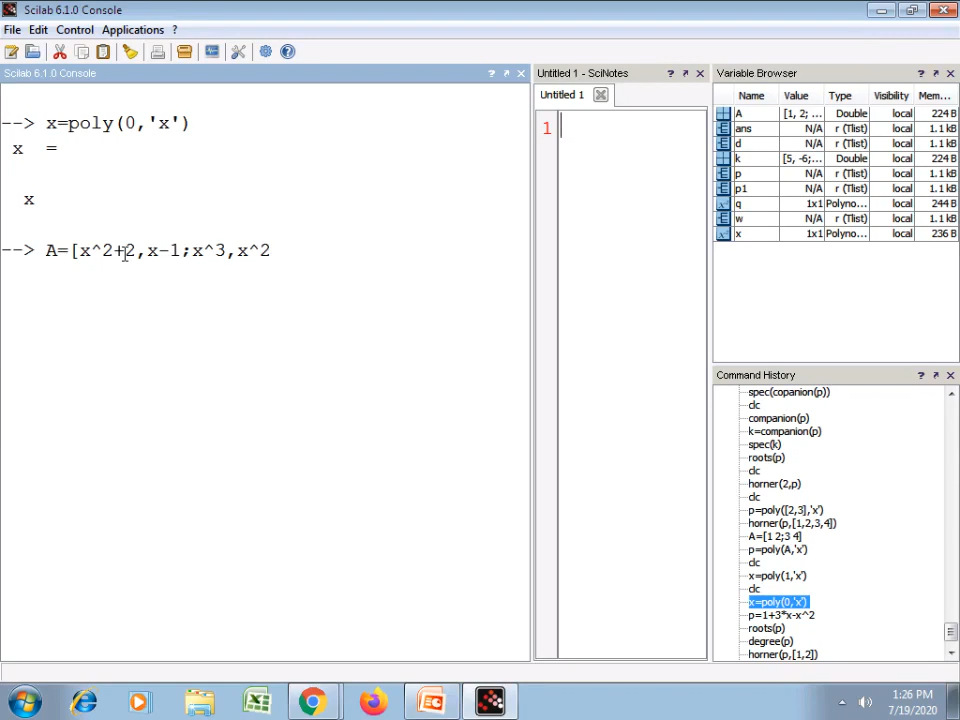 Scilab 6.1.0 Console
File Edit Control Applications ?
Scilab 6.1.0 Console
--> x=poly(0,'x')
x =
x
--> A=[x^2+2,x-1;x^3,x^2
Untitled 1 - SciNotes
Untitled 1
1
Variable Browser
Name Value Type Visibility Mem...
A [1, 2; ... Double local 224 B
ans N/A r (Tlist) local 1.1 kB
d N/A r (Tlist) local 1.1 kB
k [5, -6;... Double local 224 B
p N/A r (Tlist) local 1.1 kB
p1 N/A r (Tlist) local 1.1 kB
q 1x1 Polyno... local 244 B
w N/A r (Tlist) local 1.1 kB
x 1x1 Polyno... local 236 B
Command History
spec(copanion(p))
clc
companion(p)
k=companion(p)
spec(k)
roots(p)
clc
horner(2,p)
clc
p=poly([2,3],'x')
horner(p,[1,2,3,4])
A=[1 2;3 4]
p=poly(A,'x')
clc
x=poly(1,'x')
clc
x=poly(0,'x')
p=1+3*x-x^2
roots(p)
degree(p)
horner(p,[1,2])
1:26 PM
7/19/2020